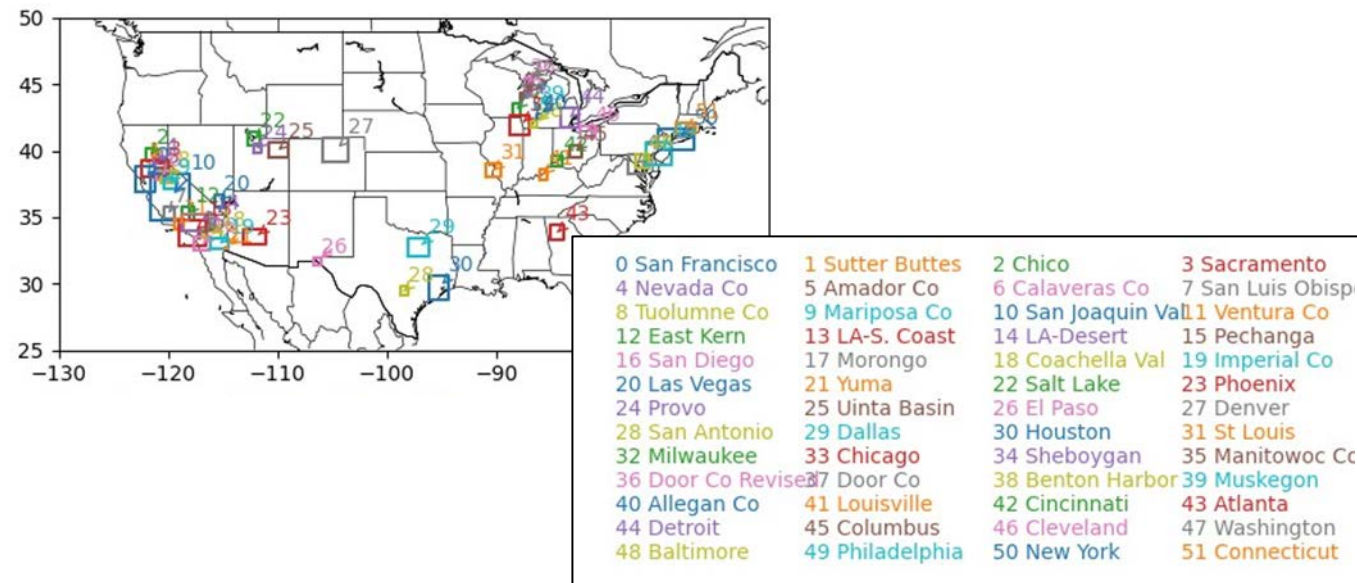 50
45
40
35
30
25
−130
−120
−110
−100
−90
10
12
20
22
23
25
26
27
28
29
30
31
43
44
0 San Francisco 1 Sutter Buttes 2 Chico 3 Sacramento
4 Nevada Co 5 Amador Co 6 Calaveras Co 7 San Luis Obisp
8 Tuolumne Co 9 Mariposa Co 10 San Joaquin Val 11 Ventura Co
12 East Kern 13 LA-S. Coast 14 LA-Desert 15 Pechanga
16 San Diego 17 Morongo 18 Coachella Val 19 Imperial Co
20 Las Vegas 21 Yuma 22 Salt Lake 23 Phoenix
24 Provo 25 Uinta Basin 26 El Paso 27 Denver
28 San Antonio 29 Dallas 30 Houston 31 St Louis
32 Milwaukee 33 Chicago 34 Sheboygan 35 Manitowoc Co
36 Door Co Revised 37 Door Co 38 Benton Harbor 39 Muskegon
40 Allegan Co 41 Louisville 42 Cincinnati 43 Atlanta
44 Detroit 45 Columbus 46 Cleveland 47 Washington
48 Baltimore 49 Philadelphia 50 New York 51 Connecticut